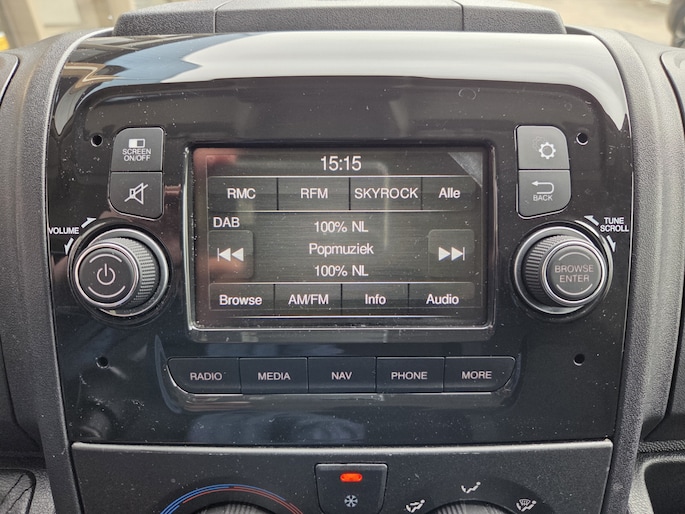 SCREEN
ON/OFF
VOLUME
15:15
RMC RFM SKYROCK Alle
DAB
100% NL
Popmuziek
100% NL
Browse AM/FM Info Audio
BACK
TUNE
SCROLL
BROWSE
ENTER
RADIO MEDIA NAV PHONE MORE